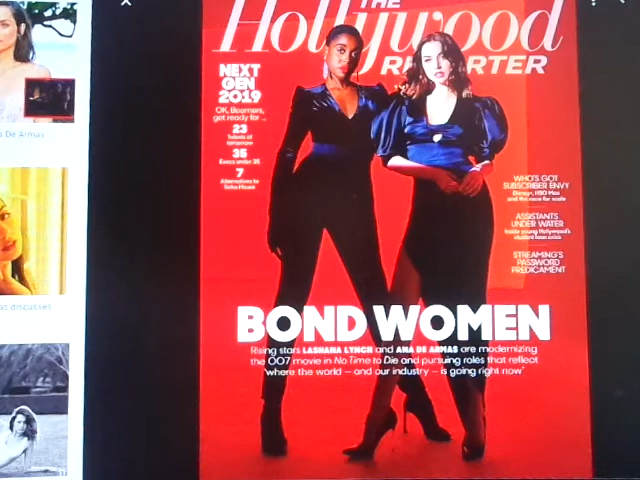 THE
Hollywood
REPORTER
NEXT
GEN
2019
OK, Boomers,
get ready for ...
23
Talents of
tomorrow
35
Execs under 35
7
Alternatives to
Soho House
WHO'S GOT
SUBSCRIBER ENVY
Disney+, HBO Max
and the race for scale
ASSISTANTS
UNDER WATER
Inside young Hollywood's
STREAMING'S
PASSWORD
PREDICAMENT
BOND WOMEN
Rising stars LASHANA LYNCH and ANA DE ARMAS are modernizing
the 007 movie in No Time to Die and pursuing roles that reflect
'where the world — and our industry — is going right now'
De Armas
as discusses